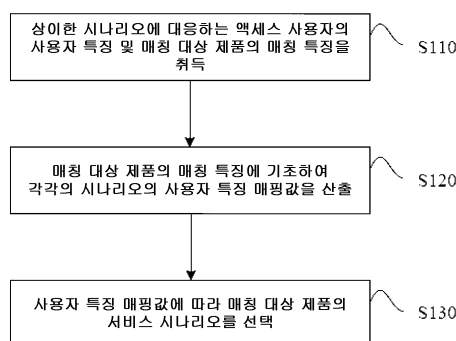 상이한 시나리오에 대응하는 액세스 사용자의
사용자 특징 및 매칭 대상 제품의 매칭 특징을
취득
S110
매칭 대상 제품의 매칭 특징에 기초하여
각각의 시나리오의 사용자 특징 매핑값을 산출
S120
사용자 특징 매핑값에 따라 매칭 대상 제품의
서비스 시나리오를 선택
S130